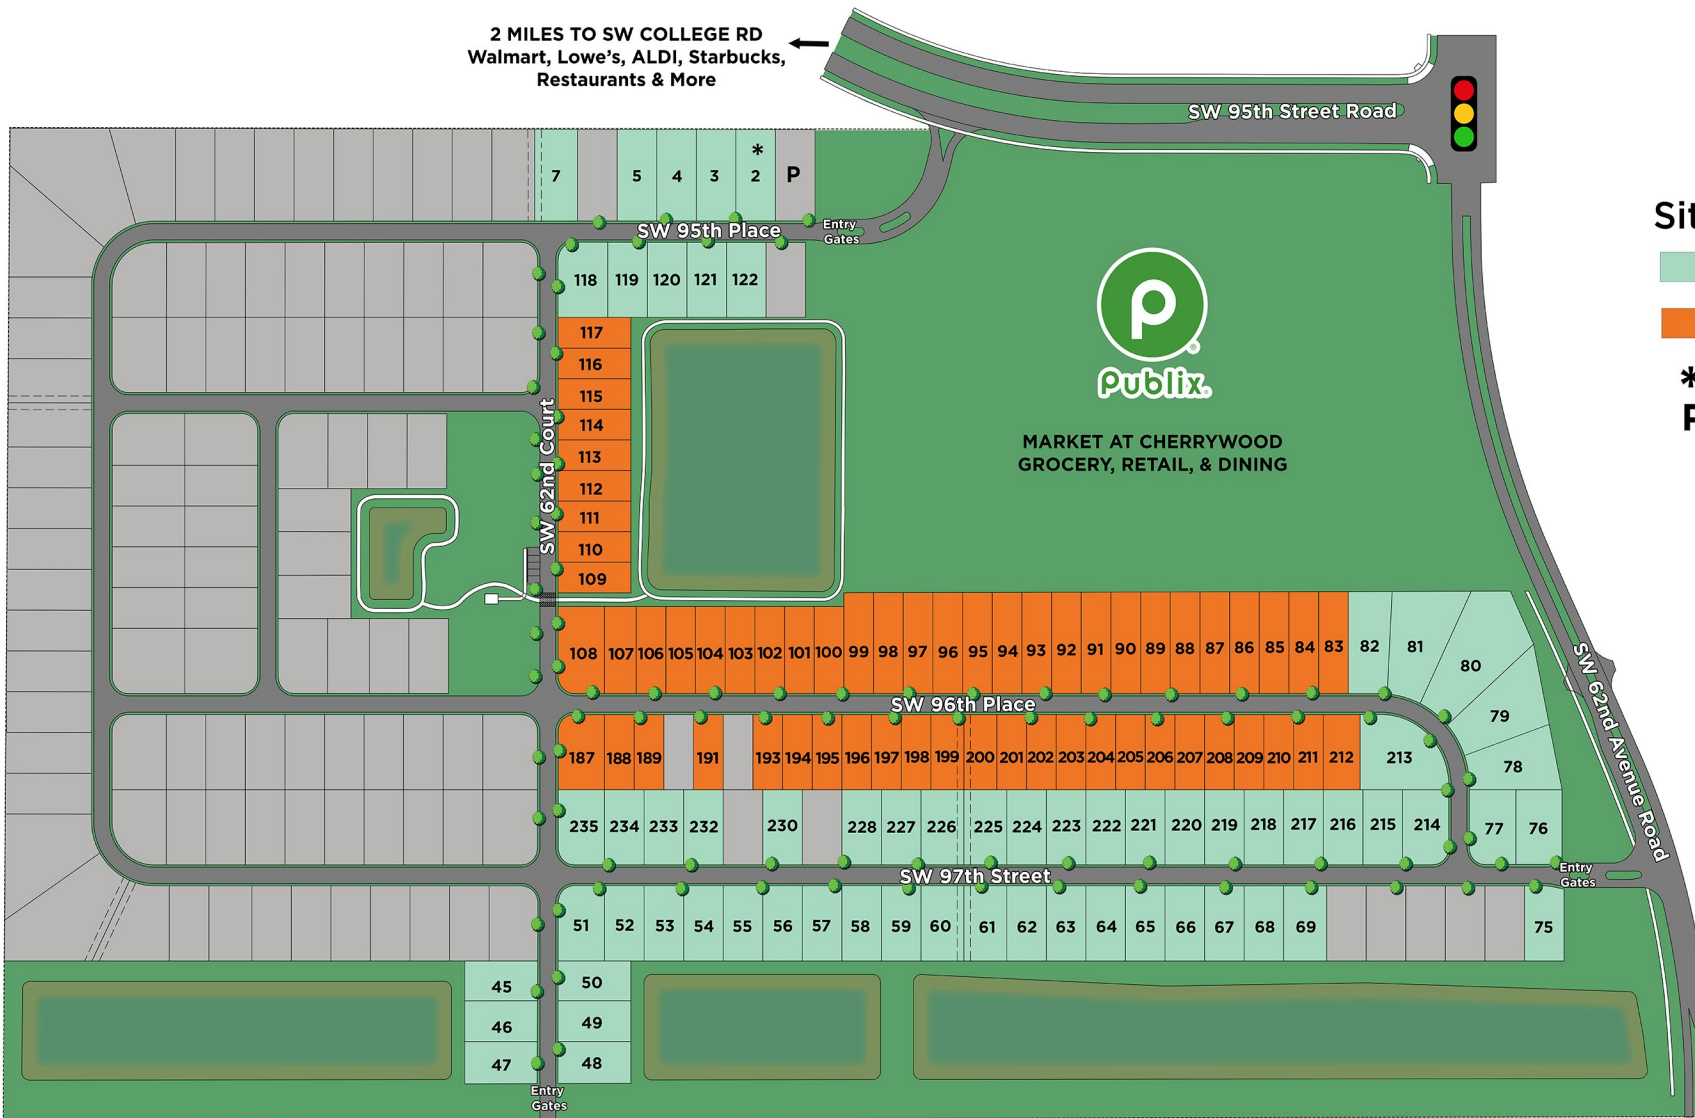 2 MILES TO SW COLLEGE RD
Walmart, Lowe's, ALDI, Starbucks,
Restaurants & More
SW 95th Street Road
Sit
*
P
*
7 5 4 3 2 P
SW 95th Place
Entry
Gates
118 119 120 121 122
117
116
115
114
113
112
111
110
109
SW 62nd Court
p
®
Publix.
MARKET AT CHERRYWOOD
GROCERY, RETAIL, & DINING
108 107 106 105 104 103 102 101 100 99 98 97 96 95 94 93 92 91 90 89 88 87 86 85 84 83 82 81
80
79
78
SW 96th Place
187 188 189 191 193 194 195 196 197 198 199 200 201 202 203 204 205 206 207 208 209 210 211 212 213
235 234 233 232 230 228 227 226 225 224 223 222 221 220 219 218 217 216 215 214 77 76
SW 62nd Avenue Road
SW 97th Street
Entry
Gates
51 52 53 54 55 56 57 58 59 60 61 62 63 64 65 66 67 68 69 75
45 50
46 49
47 48
Entry
Gates